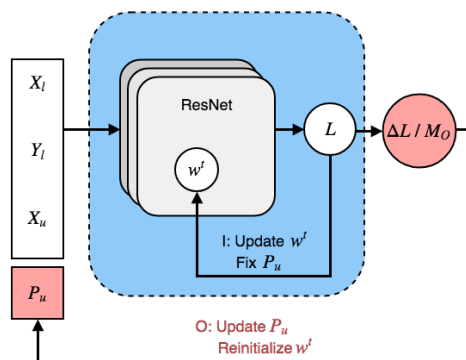 X_l
Y_l
X_u
P_u
ResNet
w^t
L
ΔL / M_O
I: Update w^t
Fix P_u
O: Update P_u
Reinitialize w^t